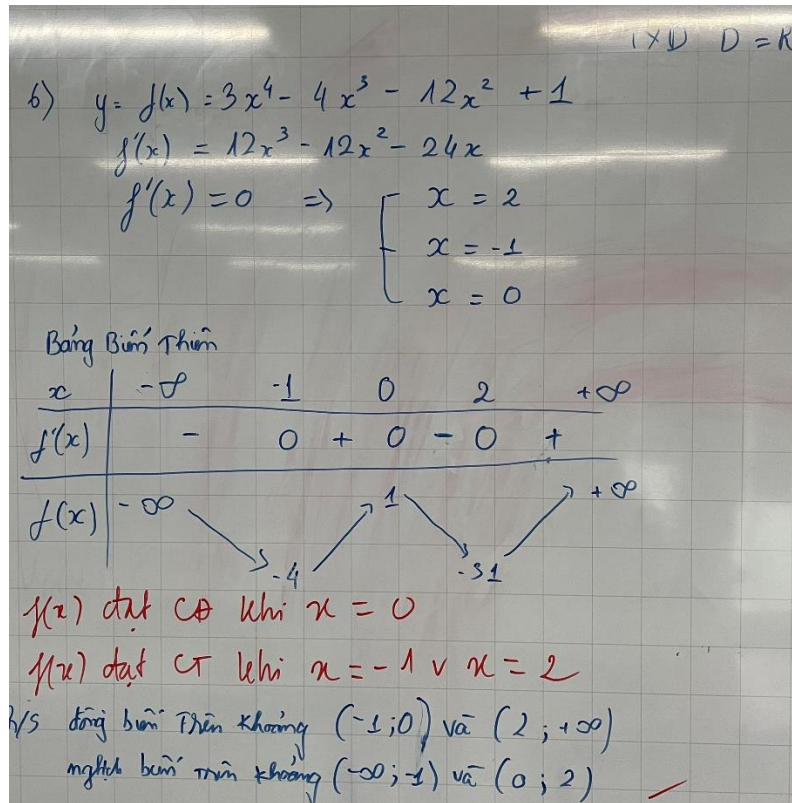 TXĐ D = R
b) y = f(x) = 3x⁴ - 4x³ - 12x² + 1
f'(x) = 12x³ - 12x² - 24x
f'(x) = 0 => [ x = 2
x = -1
x = 0
Bảng Biến Thiên
x | -∞ -1 0 2 +∞
f'(x) | - 0 + 0 - 0 +
f(x) | -∞ ↘ -4 ↗ 1 ↘ -31 ↗ +∞
f(x) đạt CĐ khi x = 0
f(x) đạt CT khi x = -1 v x = 2
h/s đồng biến trên khoảng (-1;0) và (2;+∞)
nghịch biến trên khoảng (-∞;-1) và (0;2)